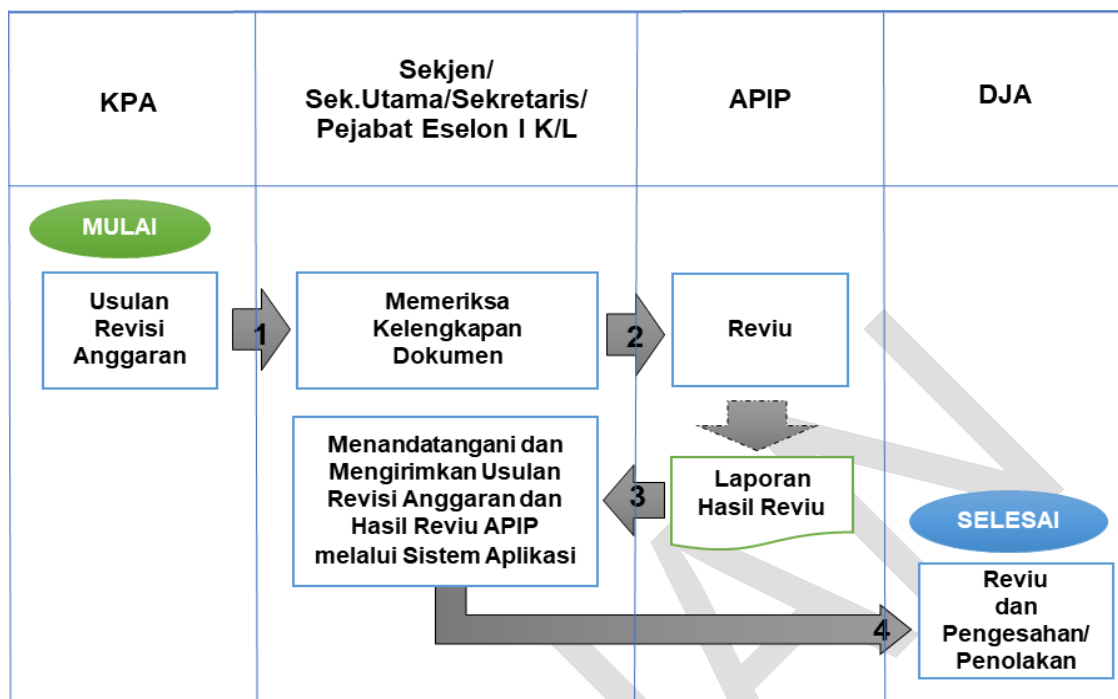 KPA
Sekjen/
Sek.Utama/Sekretaris/
Pejabat Eselon I K/L
APIP
DJA
MULAI
Usulan
Revisi
Anggaran
1
Memeriksa
Kelengkapan
Dokumen
2
Reviu
Menandatangani dan
Mengirimkan Usulan
Revisi Anggaran dan
Hasil Reviu APIP
melalui Sistem Aplikasi
3
Laporan
Hasil Reviu
SELESAI
Reviu
dan
Pengesahan/
Penolakan
4